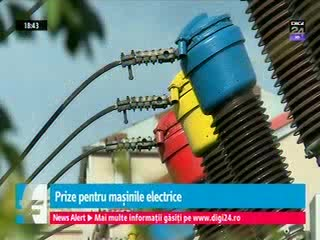 18:43
DIGI
24
Prize pentru mașinile electrice
News Alert Mai multe informații găsiți pe www.digi24.ro